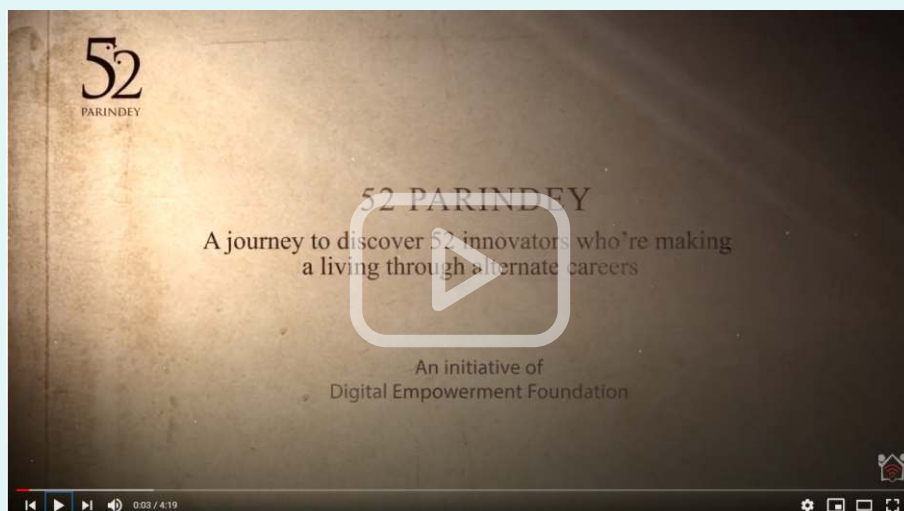 52
PARINDEY
52 PARINDEY
A journey to discover 52 innovators who're making
a living through alternate careers
An initiative of
Digital Empowerment Foundation
0:03 / 4:19